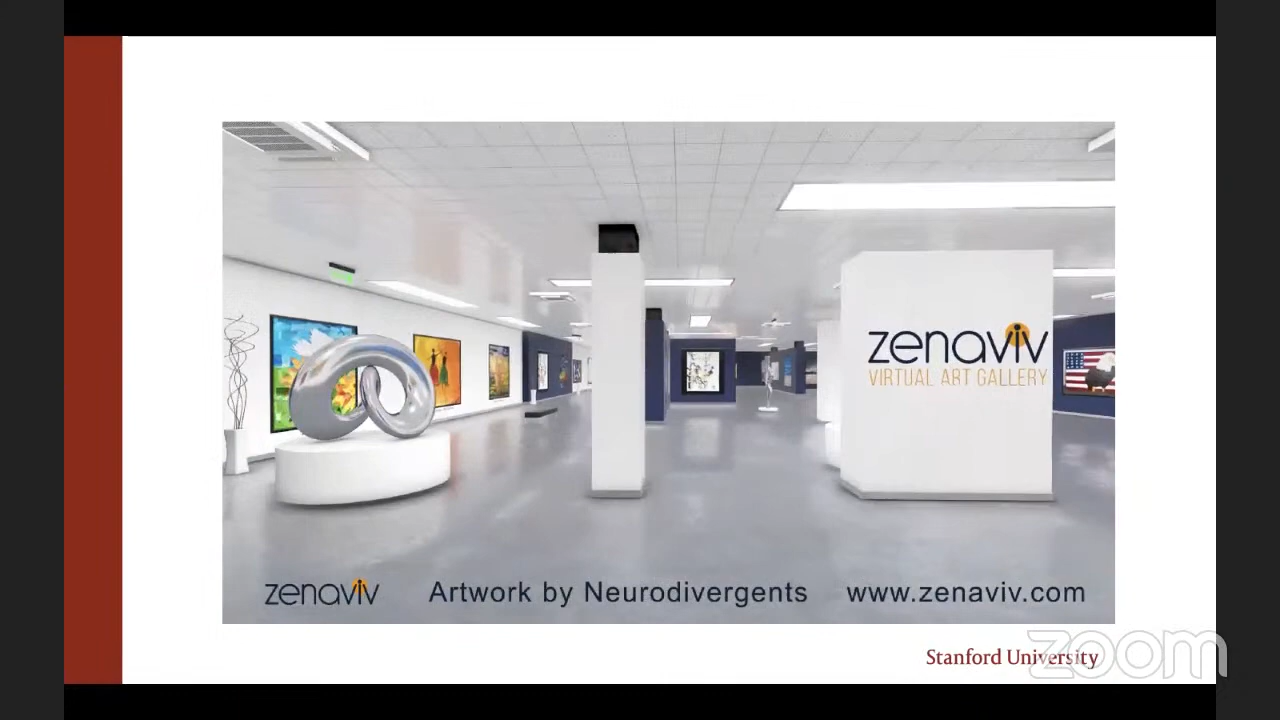 zenaviv
VIRTUAL ART GALLERY
zenaviv Artwork by Neurodivergents www.zenaviv.com
Stanford University
zoom